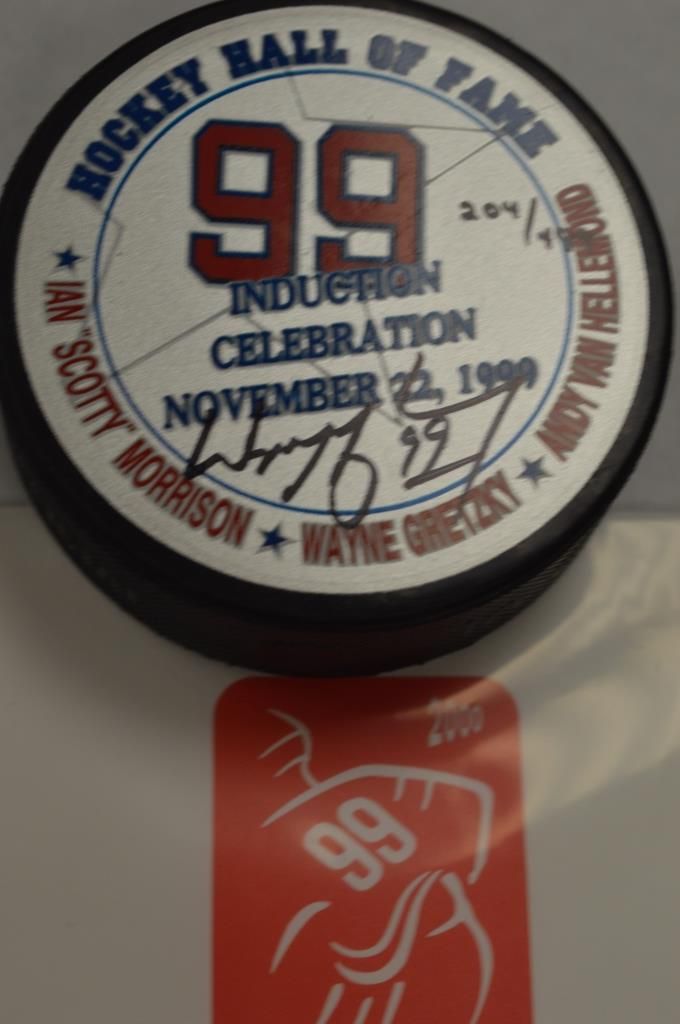 HOCKEY HALL OF FAME
99
204/
INDUCTION
CELEBRATION
NOVEMBER 22, 1999
99
IAN "SCOTTY" MORRISON ★ WAYNE GRETZKY ★ ANDY VAN HELLEMOND
2000
99